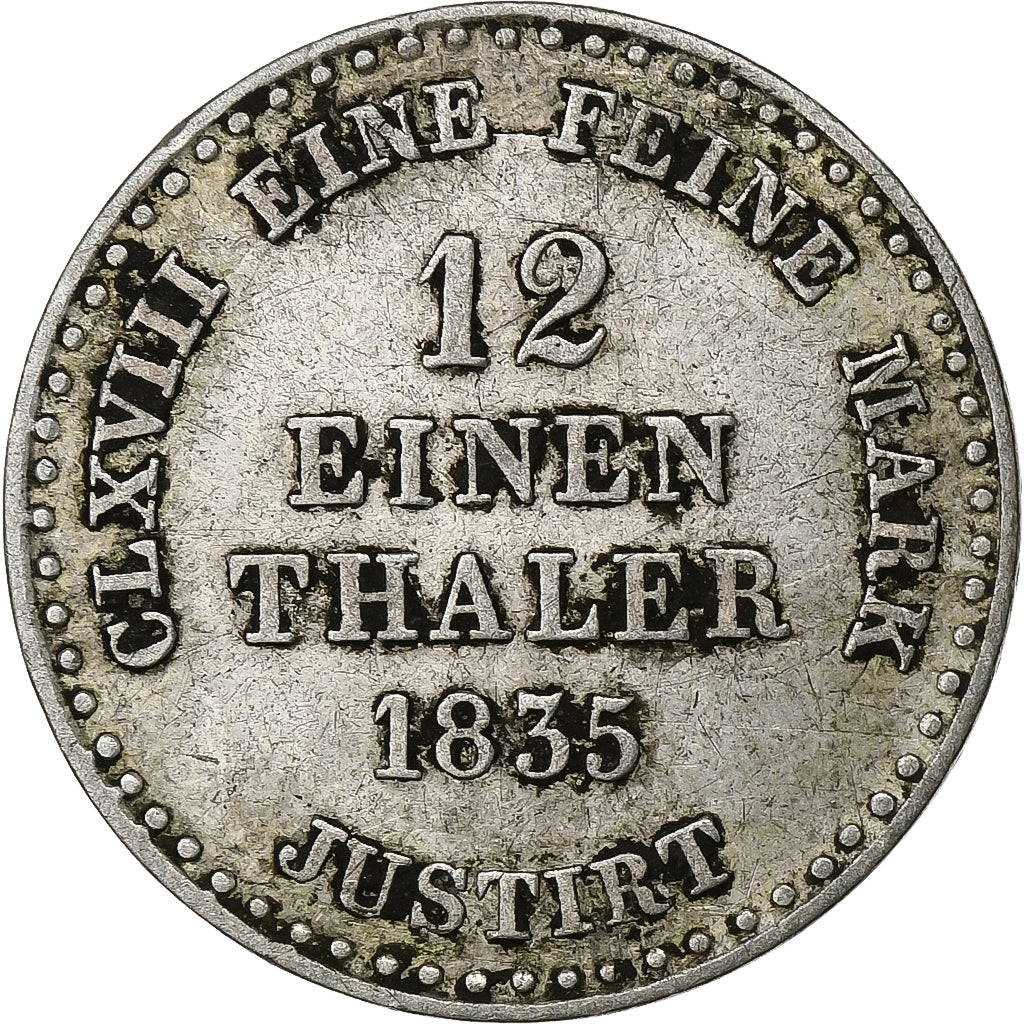 CLXVIII EINE FEINE MARK
12
EINEN
THALER
1835
JUSTIRT